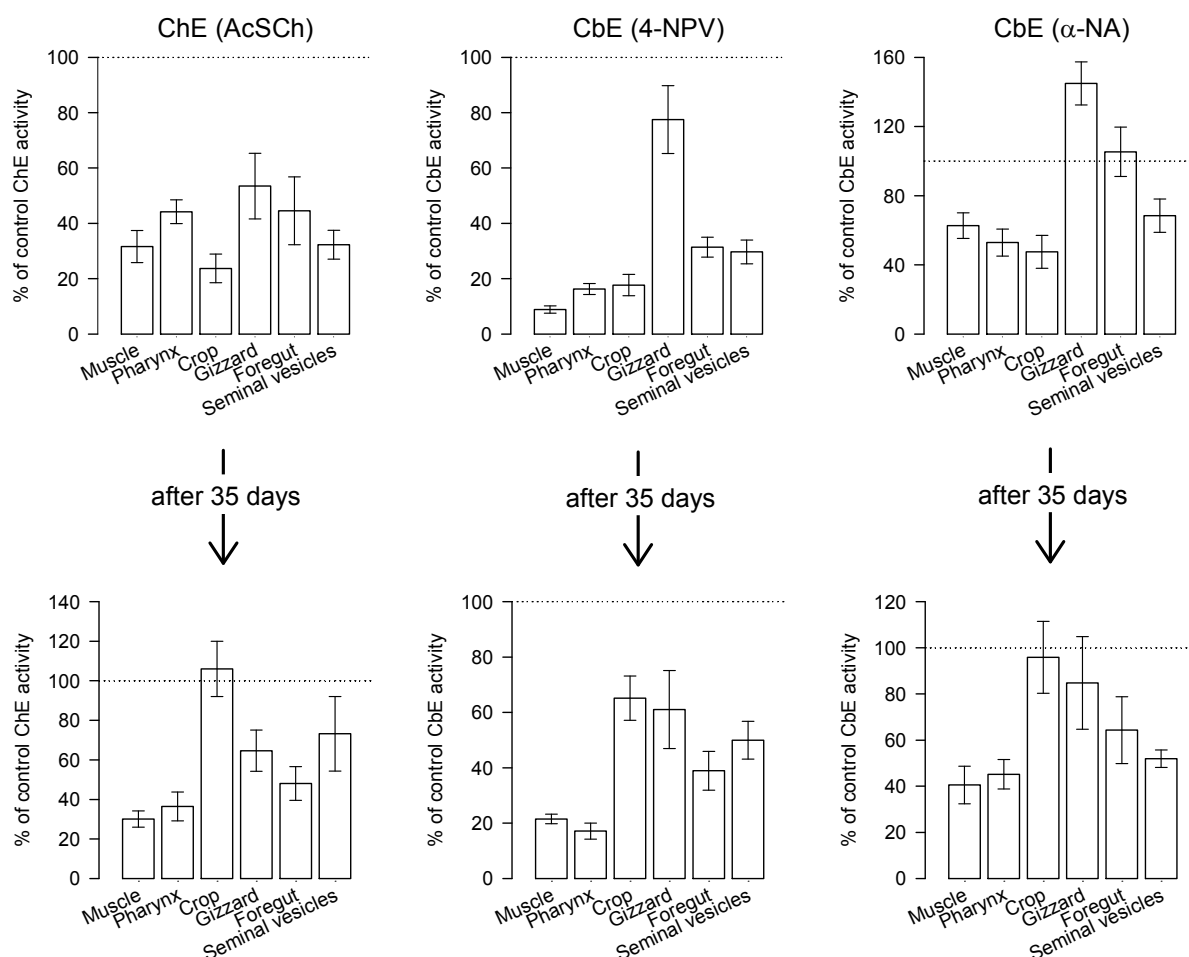 ChE (AcSCh)
% of control ChE activity
100
80
60
40
20
0
Muscle
Pharynx
Crop
Gizzard
Foregut
Seminal vesicles
CbE (4-NPV)
% of control CbE activity
100
80
60
40
20
0
Muscle
Pharynx
Crop
Gizzard
Foregut
Seminal vesicles
CbE (α-NA)
% of control CbE activity
160
120
80
40
0
Muscle
Pharynx
Crop
Gizzard
Foregut
Seminal vesicles
after 35 days
after 35 days
after 35 days
% of control ChE activity
140
120
100
80
60
40
20
0
Muscle
Pharynx
Crop
Gizzard
Foregut
Seminal vesicles
% of control CbE activity
100
80
60
40
20
0
Muscle
Pharynx
Crop
Gizzard
Foregut
Seminal vesicles
% of control CbE activity
120
100
80
60
40
20
0
Muscle
Pharynx
Crop
Gizzard
Foregut
Seminal vesicles